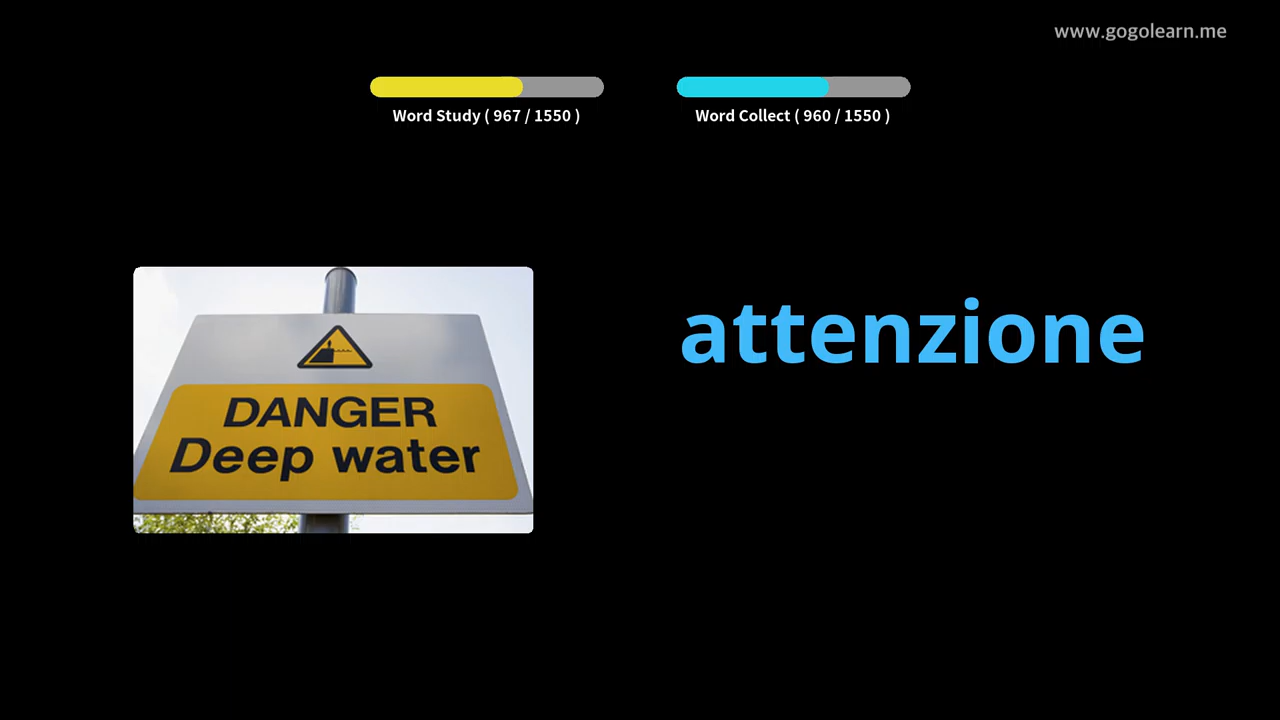 www.gogolearn.me
Word Study ( 967 / 1550 )
Word Collect ( 960 / 1550 )
DANGER
Deep water
attenzione